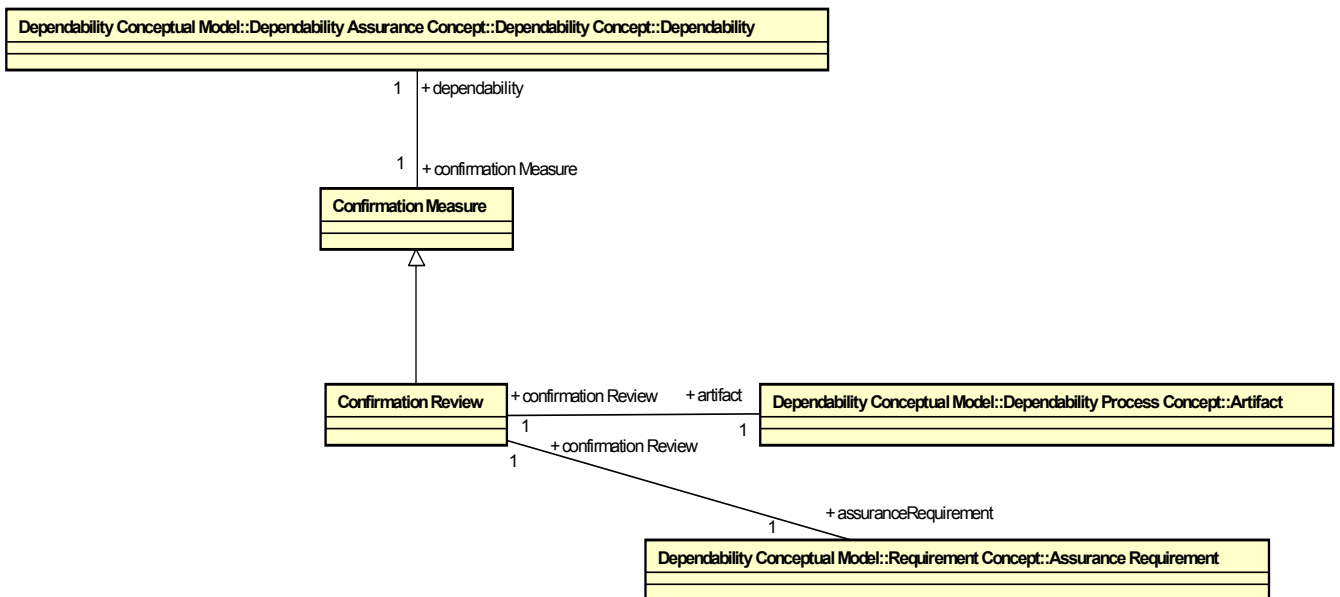 Dependability Conceptual Model::Dependability Assurance Concept::Dependability Concept::Dependability
1 + dependability
1 + confirmation Measure
Confirmation Measure
Confirmation Review
+ confirmation Review + artifact
1 1
Dependability Conceptual Model::Dependability Process Concept::Artifact
+ confirmation Review
1
+ assuranceRequirement
1
Dependability Conceptual Model::Requirement Concept::Assurance Requirement